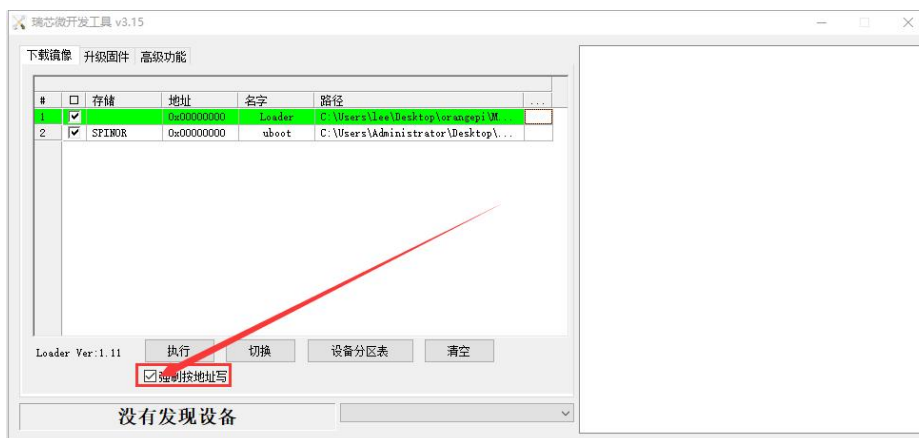 瑞芯微开发工具 v3.15
下载镜像 升级固件 高级功能
# 存储 地址 名字 路径 ...
1 0x00000000 Loader C:\Users\lee\Desktop\orangepi\M...
2 SPINOR 0x00000000 uboot C:\Users\Administrator\Desktop\...
Loader Ver:1.11 执行 切换 设备分区表 清空
强制按地址写
没有发现设备